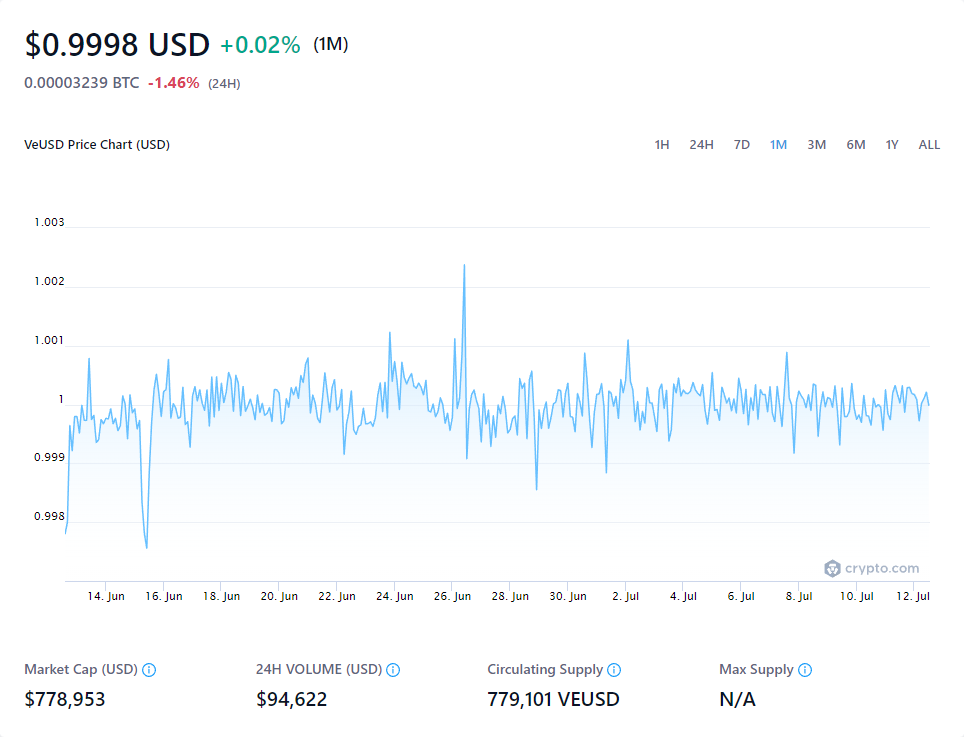 $0.9998 USD +0.02% (1M)
0.00003239 BTC -1.46% (24H)
VeUSD Price Chart (USD) 1H 24H 7D 1M 3M 6M 1Y ALL
1.003
1.002
1.001
1
0.999
0.998
crypto.com
14. Jun 16. Jun 18. Jun 20. Jun 22. Jun 24. Jun 26. Jun 28. Jun 30. Jun 2. Jul 4. Jul 6. Jul 8. Jul 10. Jul 12. Jul
Market Cap (USD) 24H VOLUME (USD) Circulating Supply Max Supply
$778,953 $94,622 779,101 VEUSD N/A